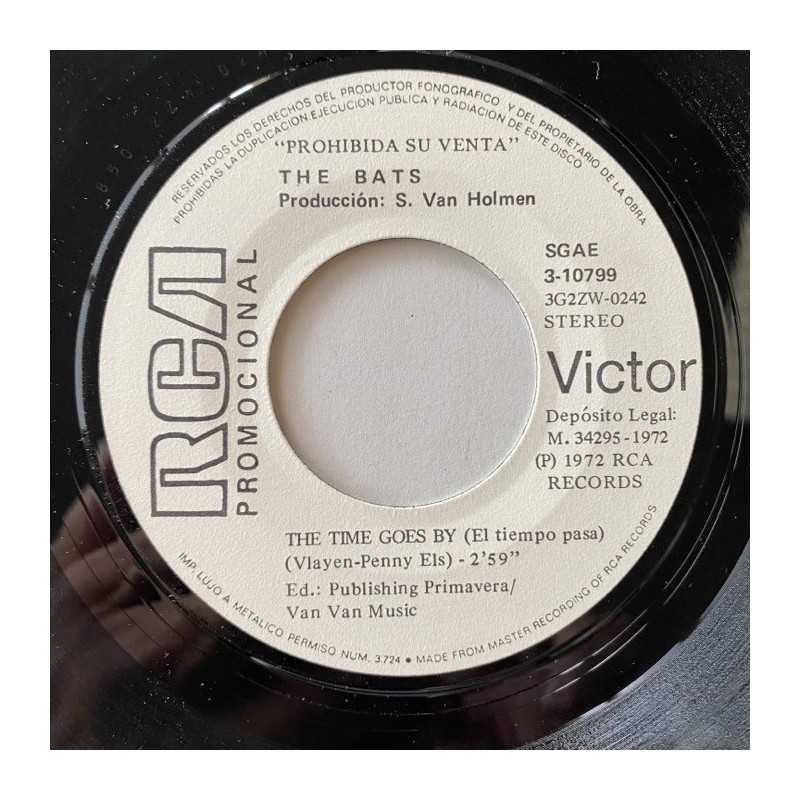 RESERVADOS LOS DERECHOS DEL PRODUCTOR FONOGRAFICO Y DEL PROPIETARIO DE LA OBRA
PROHIBIDAS LA DUPLICACION, EJECUCION PUBLICA Y RADIACION DE ESTE DISCO
"PROHIBIDA SU VENTA"
THE BATS
Producción: S. Van Holmen
RCA
PROMOCIONAL
SGAE
3-10799
3G2ZW-0242
STEREO
Victor
Depósito Legal:
M. 34295-1972
(P) 1972 RCA
RECORDS
THE TIME GOES BY (El tiempo pasa)
(Vlayen-Penny Els) - 2'59"
Ed.: Publishing Primavera/
Van Van Music
IMP. LUJO A METALICO PERMISO NUM. 3.724 • MADE FROM MASTER RECORDING OF RCA RECORDS